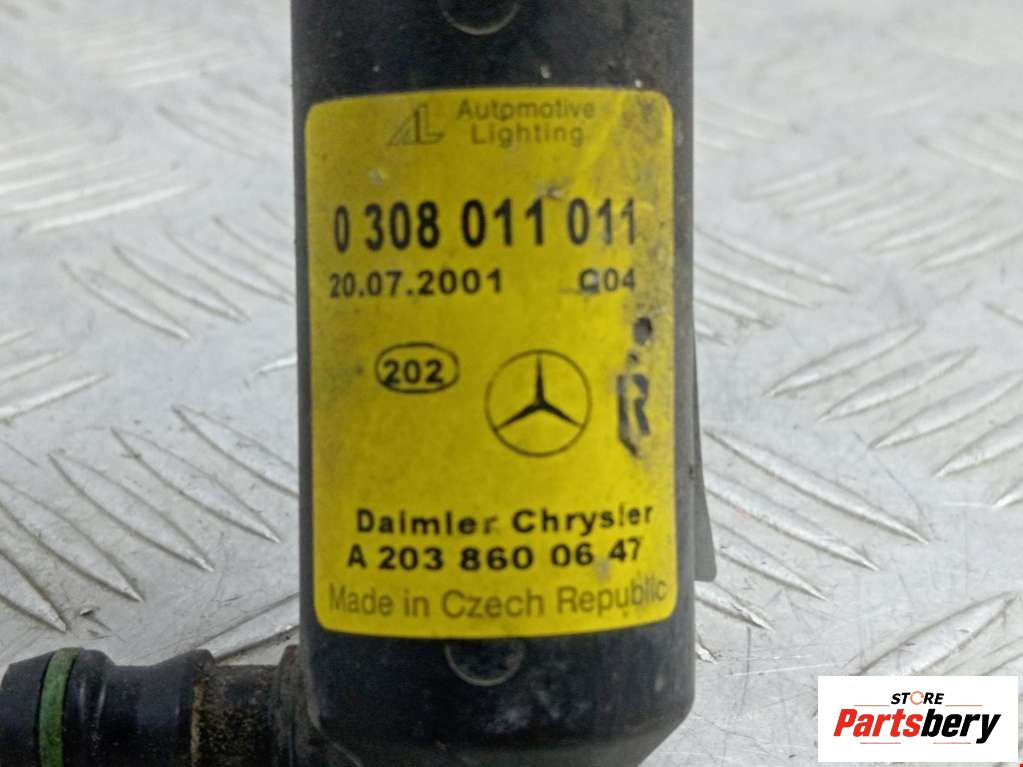 AL Automotive
Lighting
0 308 011 011
20.07.2001 C04
202
R
Daimler Chrysler
A 203 860 06 47
Made in Czech Republic
STORE
Partsbery